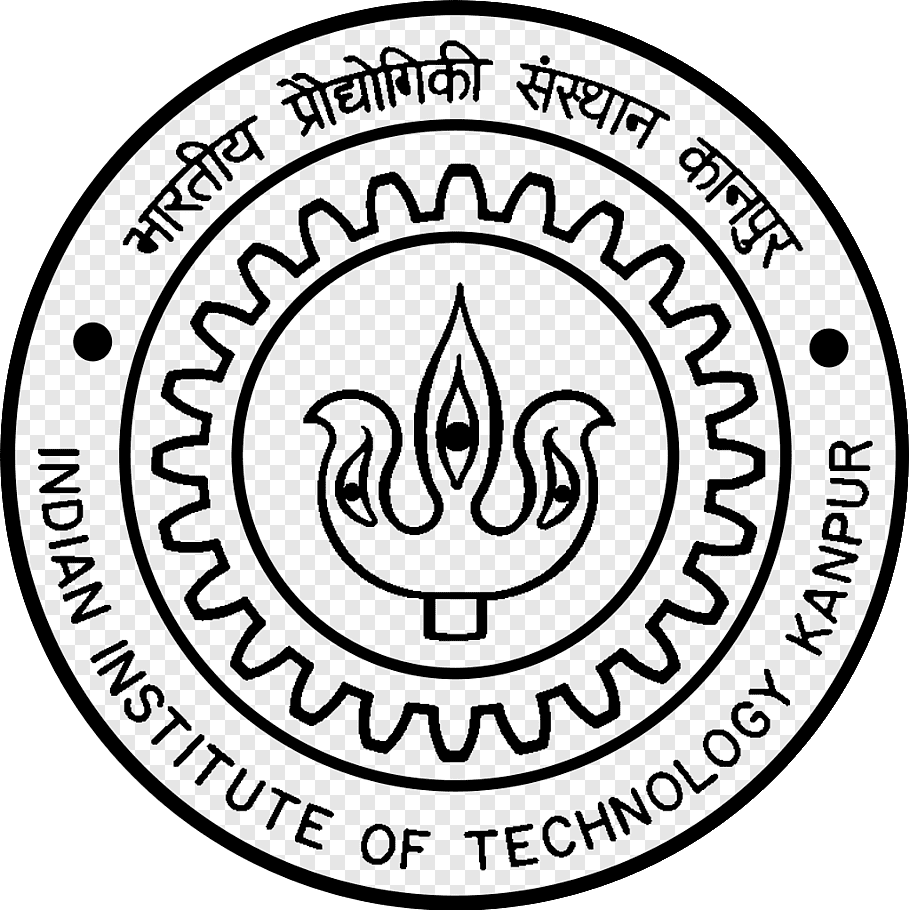 भारतीय प्रौद्योगिकी संस्थान कानपुर
INDIAN INSTITUTE OF TECHNOLOGY KANPUR